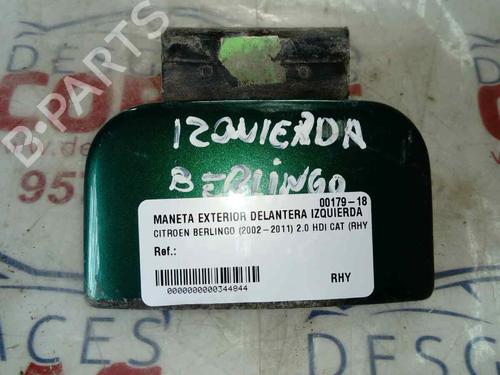 IZQUIERDA
BERLINGO
00179-18
MANETA EXTERIOR DELANTERA IZQUIERDA
CITROEN BERLINGO (2002-2011) 2.0 HDI CAT (RHY
Ref.:
0000000000344844
RHY
D-PARTS